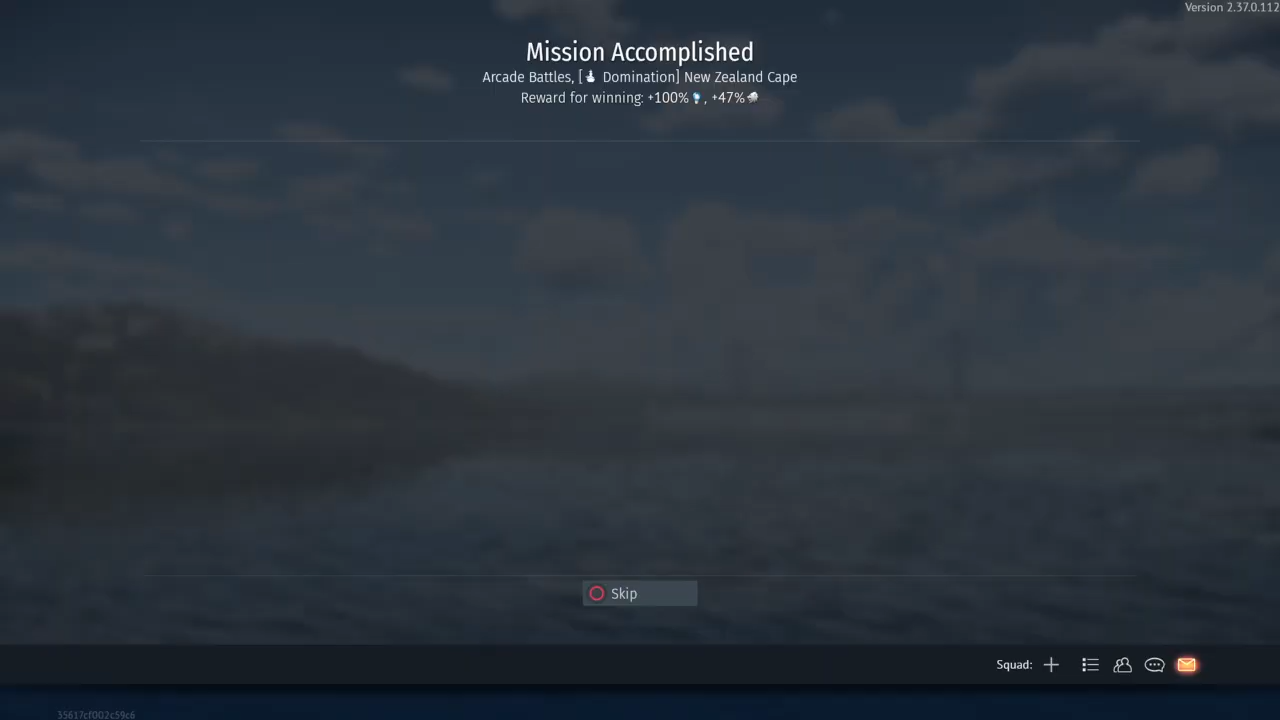 Version 2.37.0.112
Mission Accomplished
Arcade Battles, [ Domination] New Zealand Cape
Reward for winning: +100% , +47%
Skip
Squad:
35617cf002c59c6